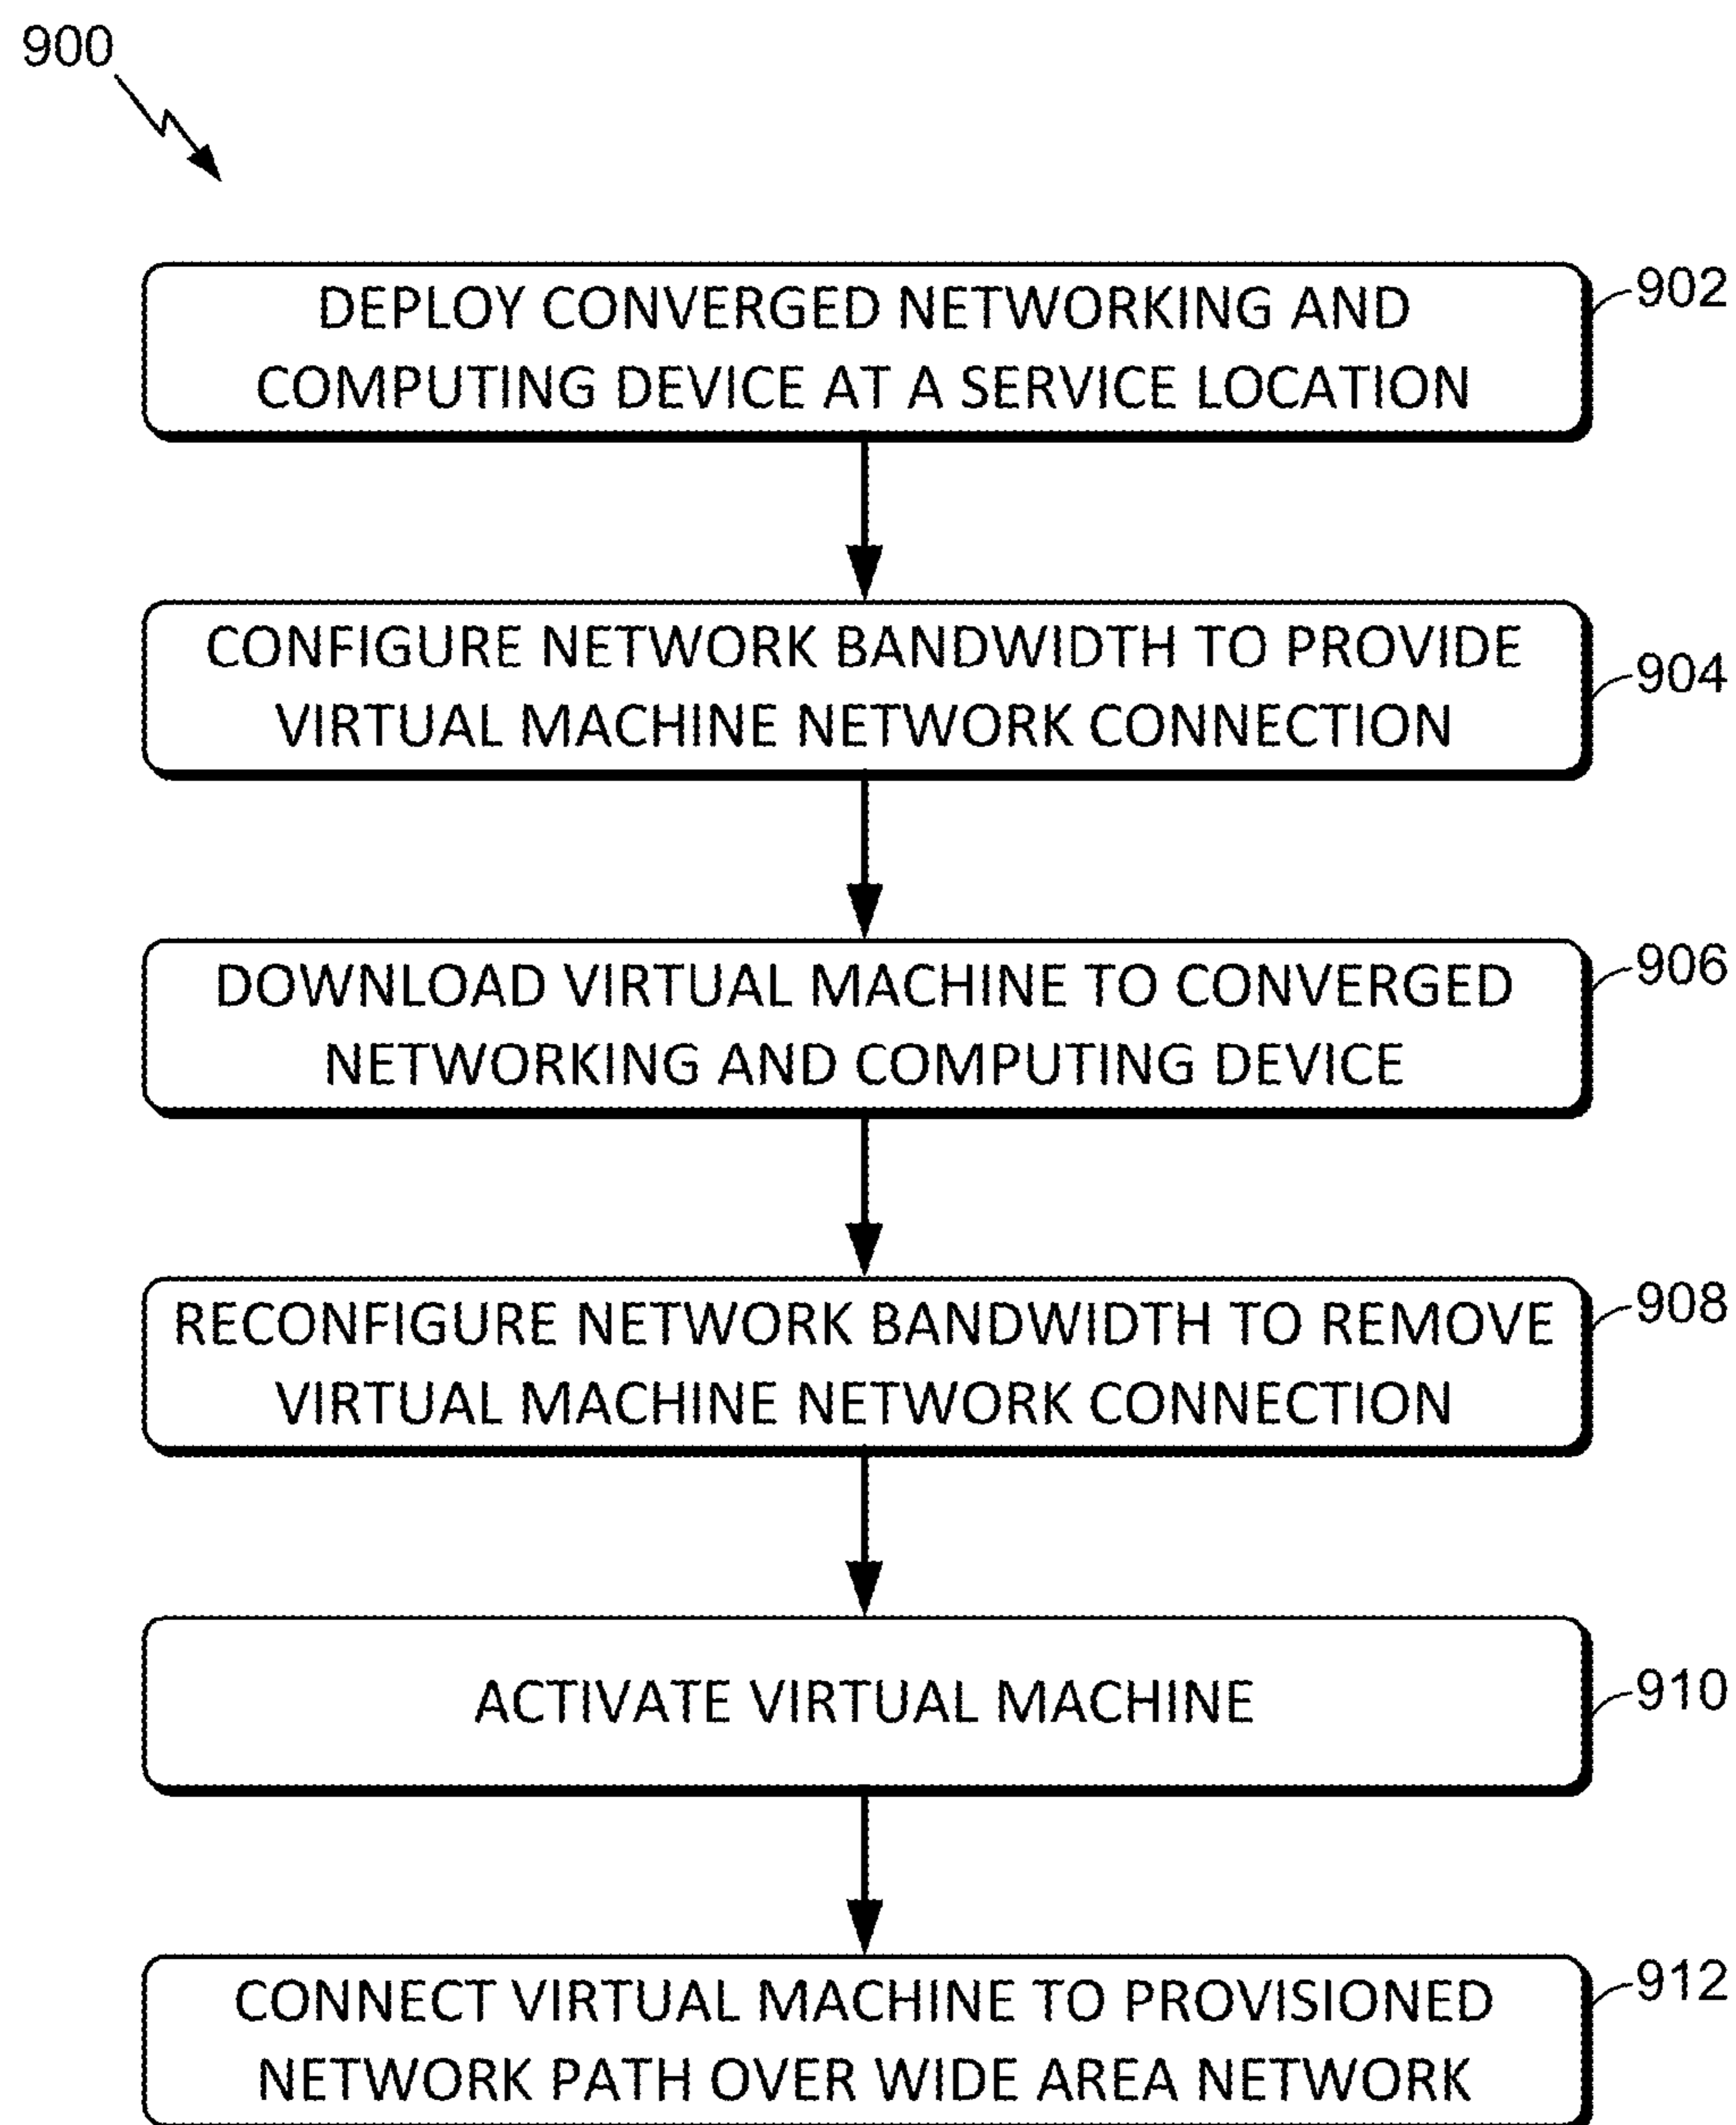 900
DEPLOY CONVERGED NETWORKING AND
COMPUTING DEVICE AT A SERVICE LOCATION
902
CONFIGURE NETWORK BANDWIDTH TO PROVIDE
VIRTUAL MACHINE NETWORK CONNECTION
904
DOWNLOAD VIRTUAL MACHINE TO CONVERGED
NETWORKING AND COMPUTING DEVICE
906
RECONFIGURE NETWORK BANDWIDTH TO REMOVE
VIRTUAL MACHINE NETWORK CONNECTION
908
ACTIVATE VIRTUAL MACHINE
910
CONNECT VIRTUAL MACHINE TO PROVISIONED
NETWORK PATH OVER WIDE AREA NETWORK
912